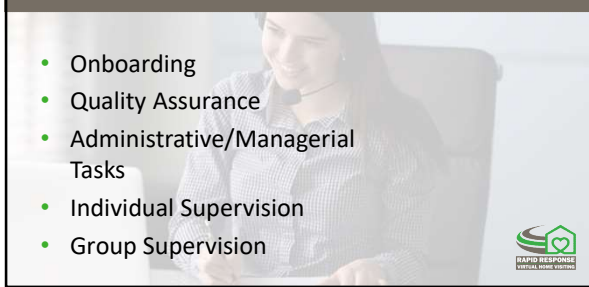 • Onboarding
• Quality Assurance
• Administrative/Managerial
Tasks
• Individual Supervision
• Group Supervision
RAPID RESPONSE
VIRTUAL HOME VISITING